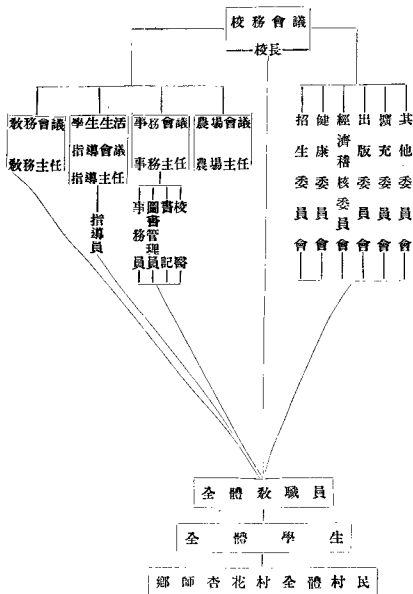 校務會議
校長
教務會議
教務主任
學生生活
指導會議
指導主任
事務會議
事務主任
農場會議
農場主任
指導員
事務員
圖書管理員
書記
校醫
招生委員會
健康委員會
經濟稽核委員會
出版委員會
擴充委員會
其他委員會
全體教職員
全體學生
鄉師杏花村全體村民